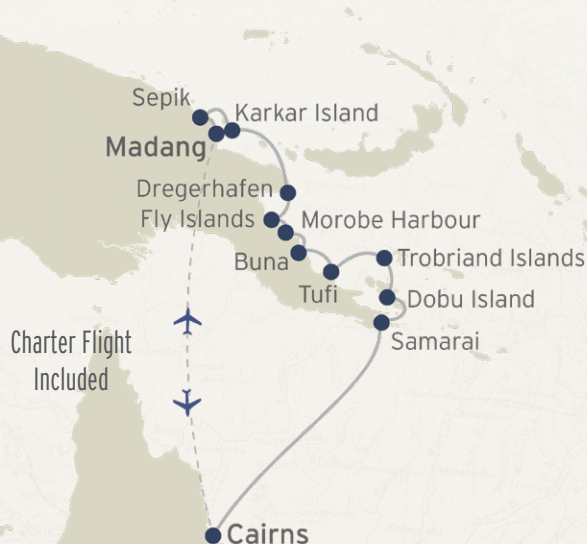 Sepik
Karkar Island
Madang
Dregerhafen
Fly Islands
Morobe Harbour
Buna
Trobriand Islands
Tufi
Dobu Island
Samarai
Charter Flight
Included
Cairns